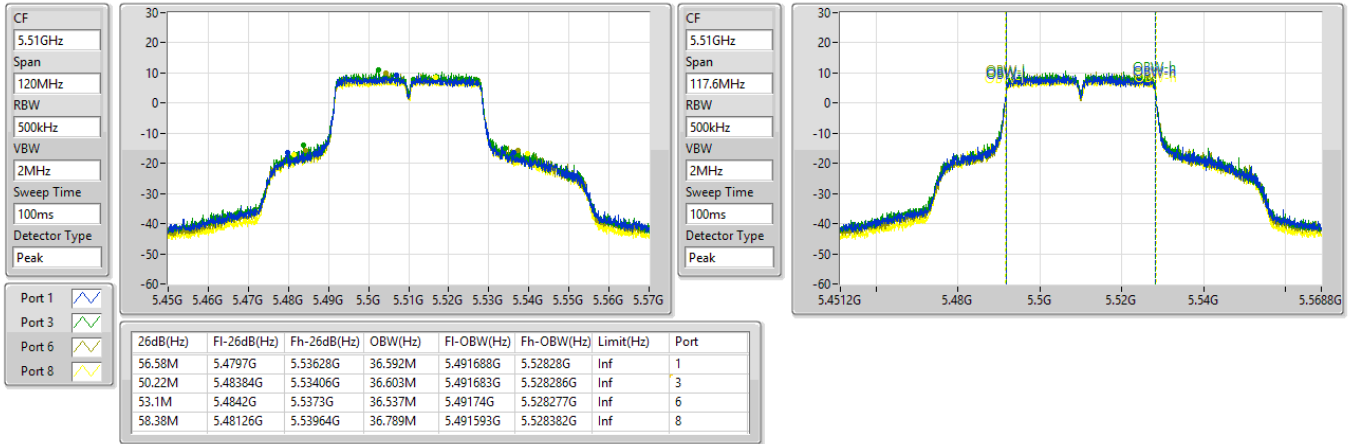 CF
5.51GHz
Span
120MHz
RBW
500kHz
VBW
2MHz
Sweep Time
100ms
Detector Type
Peak
30
20
10
0
-10
-20
-30
-40
-50
-60
5.45G 5.46G 5.47G 5.48G 5.49G 5.5G 5.51G 5.52G 5.53G 5.54G 5.55G 5.56G 5.57G
CF
5.51GHz
Span
117.6MHz
RBW
500kHz
VBW
2MHz
Sweep Time
100ms
Detector Type
Peak
30
20
10
0
-10
-20
-30
-40
-50
-60
OBW-l OBW-h
5.4512G 5.48G 5.5G 5.52G 5.54G 5.5688G
Port 1
Port 3
Port 6
Port 8
26dB(Hz) Fl-26dB(Hz) Fh-26dB(Hz) OBW(Hz) Fl-OBW(Hz) Fh-OBW(Hz) Limit(Hz) Port
56.58M 5.4797G 5.53628G 36.592M 5.491688G 5.52828G Inf 1
50.22M 5.48384G 5.53406G 36.603M 5.491683G 5.528286G Inf 3
53.1M 5.4842G 5.5373G 36.537M 5.49174G 5.528277G Inf 6
58.38M 5.48126G 5.53964G 36.789M 5.491593G 5.528382G Inf 8